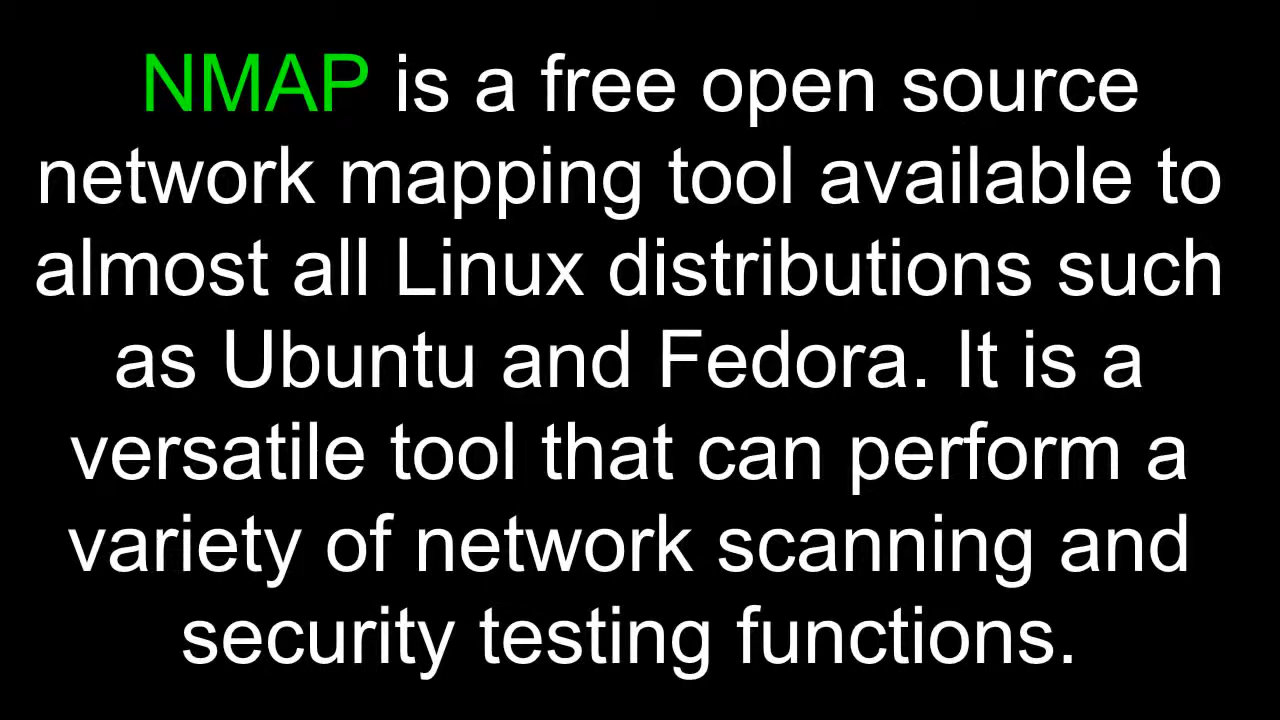 NMAP is a free open source
network mapping tool available to
almost all Linux distributions such
as Ubuntu and Fedora. It is a
versatile tool that can perform a
variety of network scanning and
security testing functions.